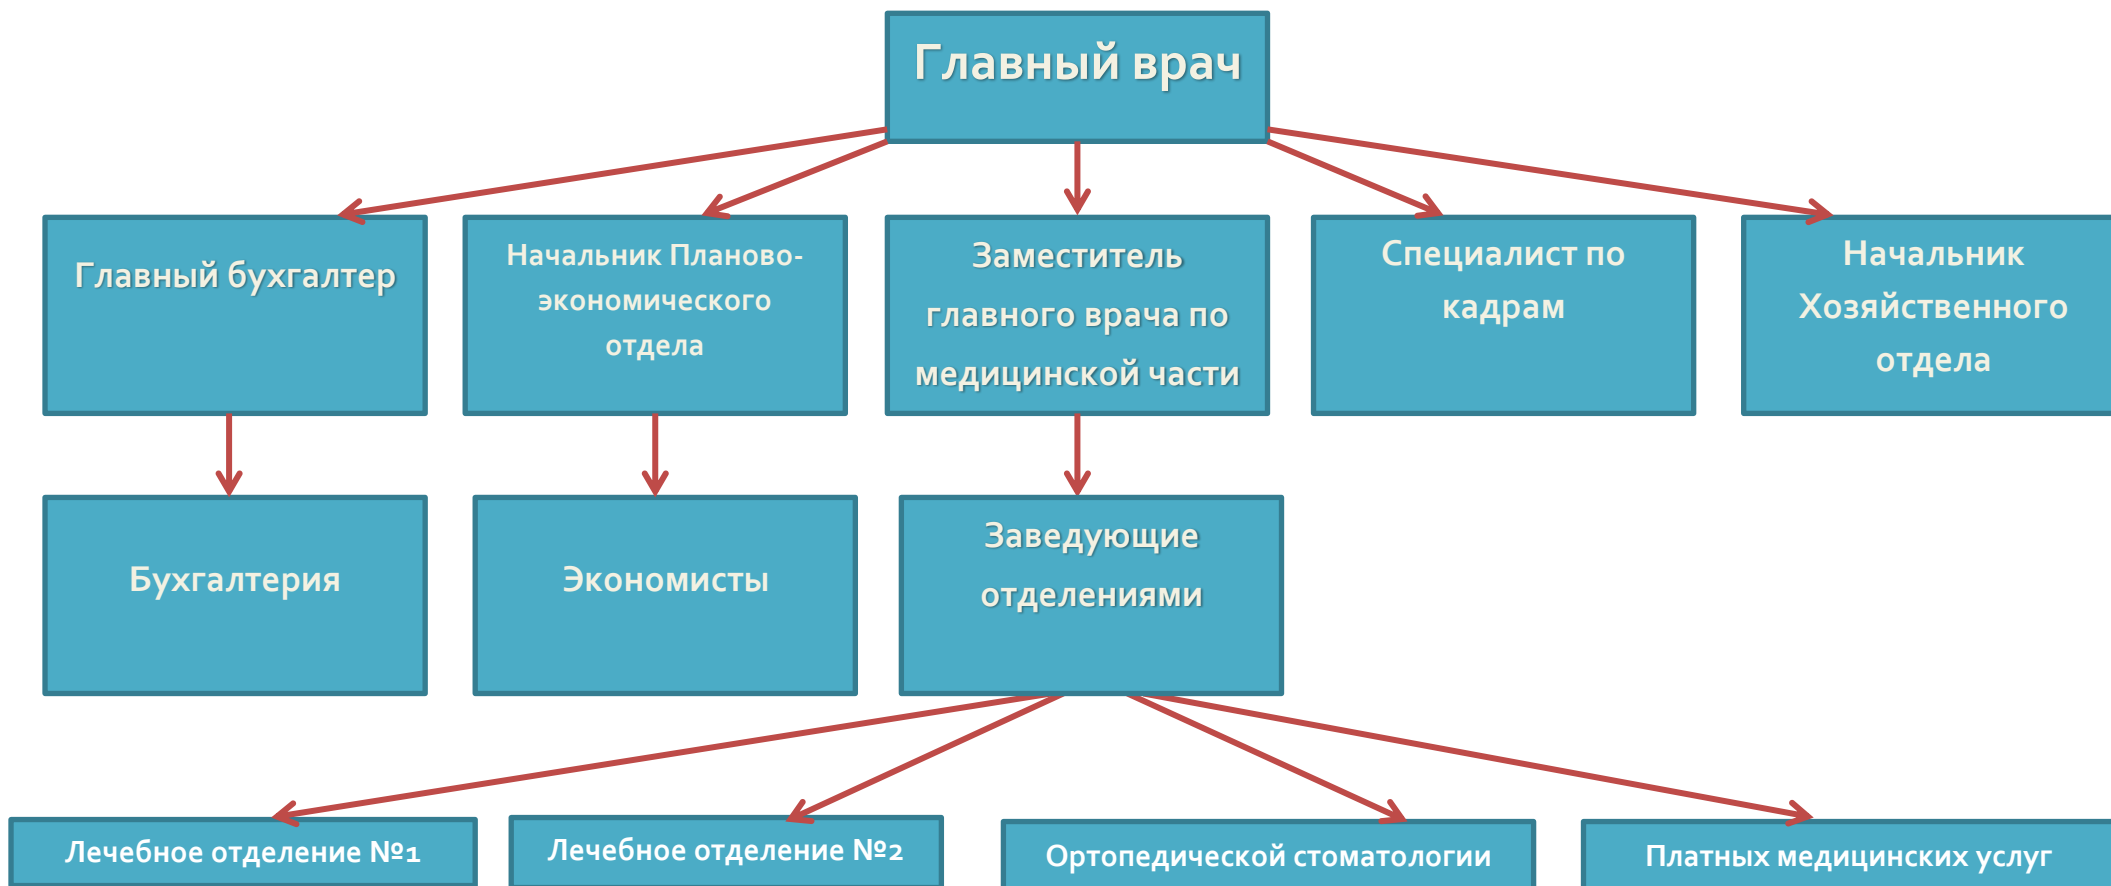 Главный врач
Главный бухгалтер
Начальник Планово-
экономического
отдела
Заместитель
главного врача по
медицинской части
Специалист по
кадрам
Начальник
Хозяйственного
отдела
Бухгалтерия
Экономисты
Заведующие
отделениями
Лечебное отделение №1
Лечебное отделение №2
Ортопедической стоматологии
Платных медицинских услуг